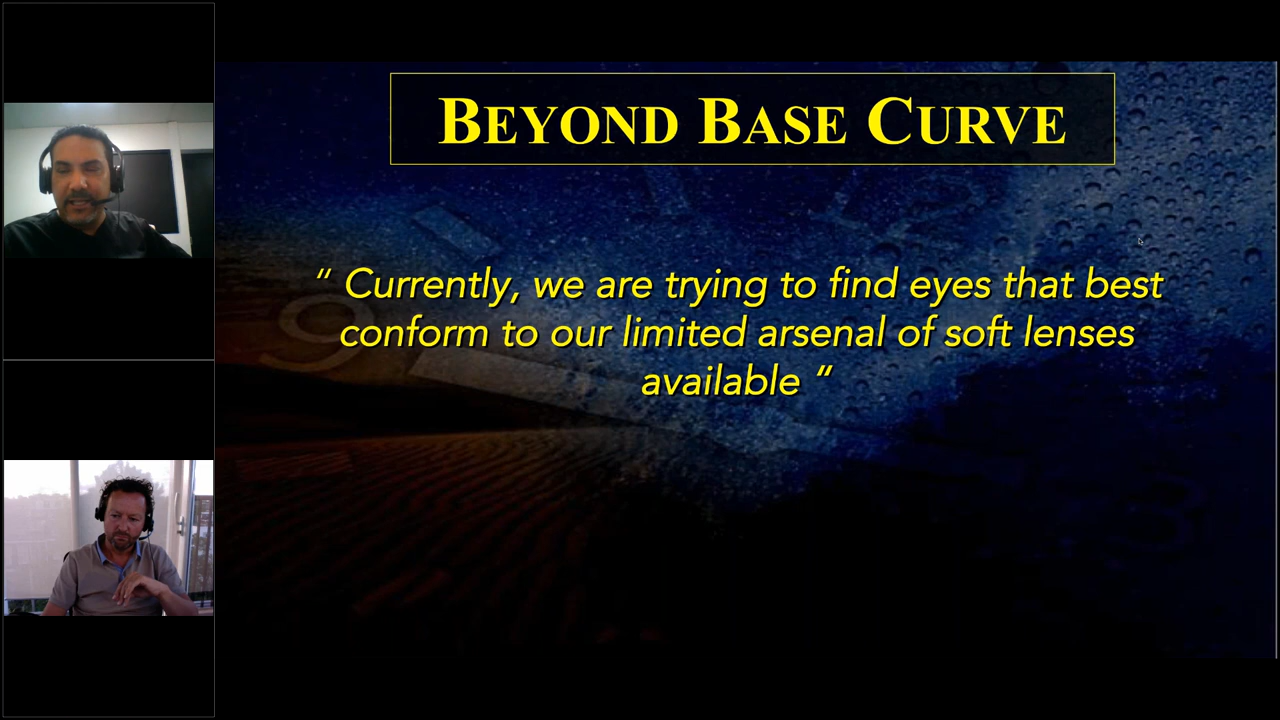 BEYOND BASE CURVE
“ Currently, we are trying to find eyes that best
conform to our limited arsenal of soft lenses
available “